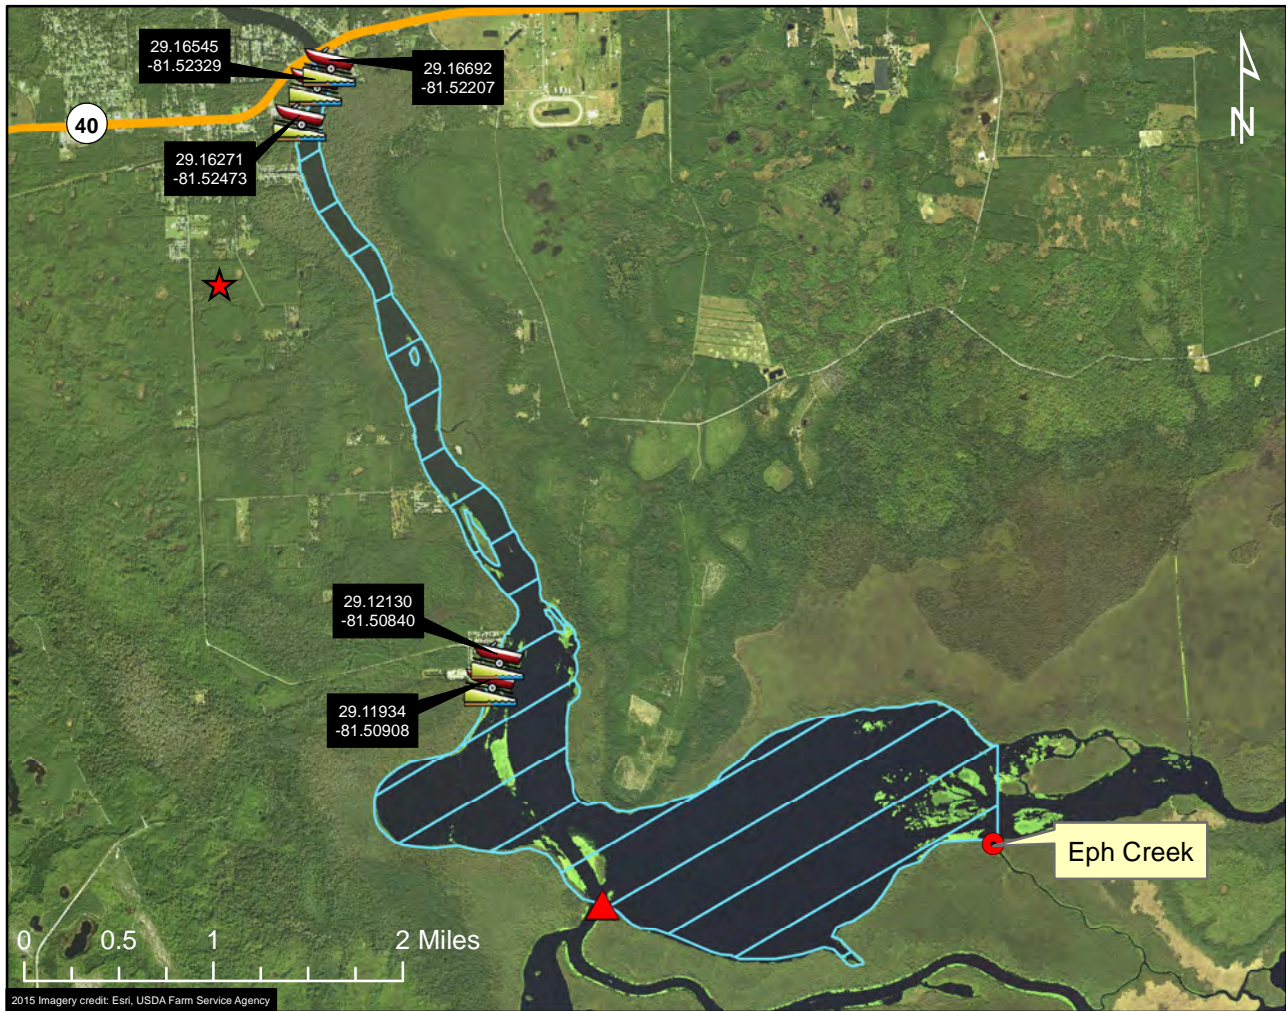 29.16545
-81.52329
29.16692
-81.52207
40
29.16271
-81.52473
N
29.12130
-81.50840
29.11934
-81.50908
Eph Creek
0 0.5 1 2 Miles
2015 Imagery credit: Esri, USDA Farm Service Agency